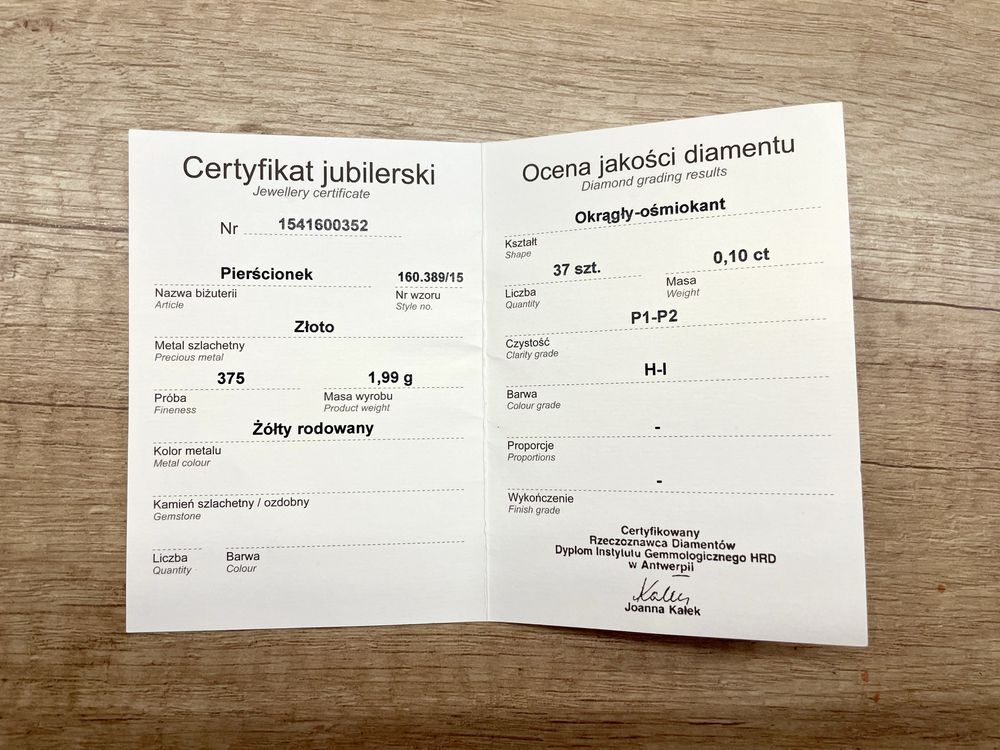 Certyfikat jubilerski
Jewellery certificate
Nr 1541600352
Pierścionek 160.389/15
Nazwa biżuterii Nr wzoru
Article Style no.
Złoto
Metal szlachetny
Precious metal
375 1,99 g
Próba Masa wyrobu
Fineness Product weight
Żółty rodowany
Kolor metalu
Metal colour
Kamień szlachetny / ozdobny
Gemstone
Liczba Barwa
Quantity Colour
Ocena jakości diamentu
Diamond grading results
Okrągły-ośmiokant
Kształt
Shape
37 szt. 0,10 ct
Liczba Masa
Quantity Weight
P1-P2
Czystość
Clarity grade
H-I
Barwa
Colour grade
-
Proporcje
Proportions
-
Wykończenie
Finish grade
Certyfikowany
Rzeczoznawca Diamentów
Dyplom Instytutu Gemmologicznego HRD
w Antwerpii
Kałek
Joanna Kałek